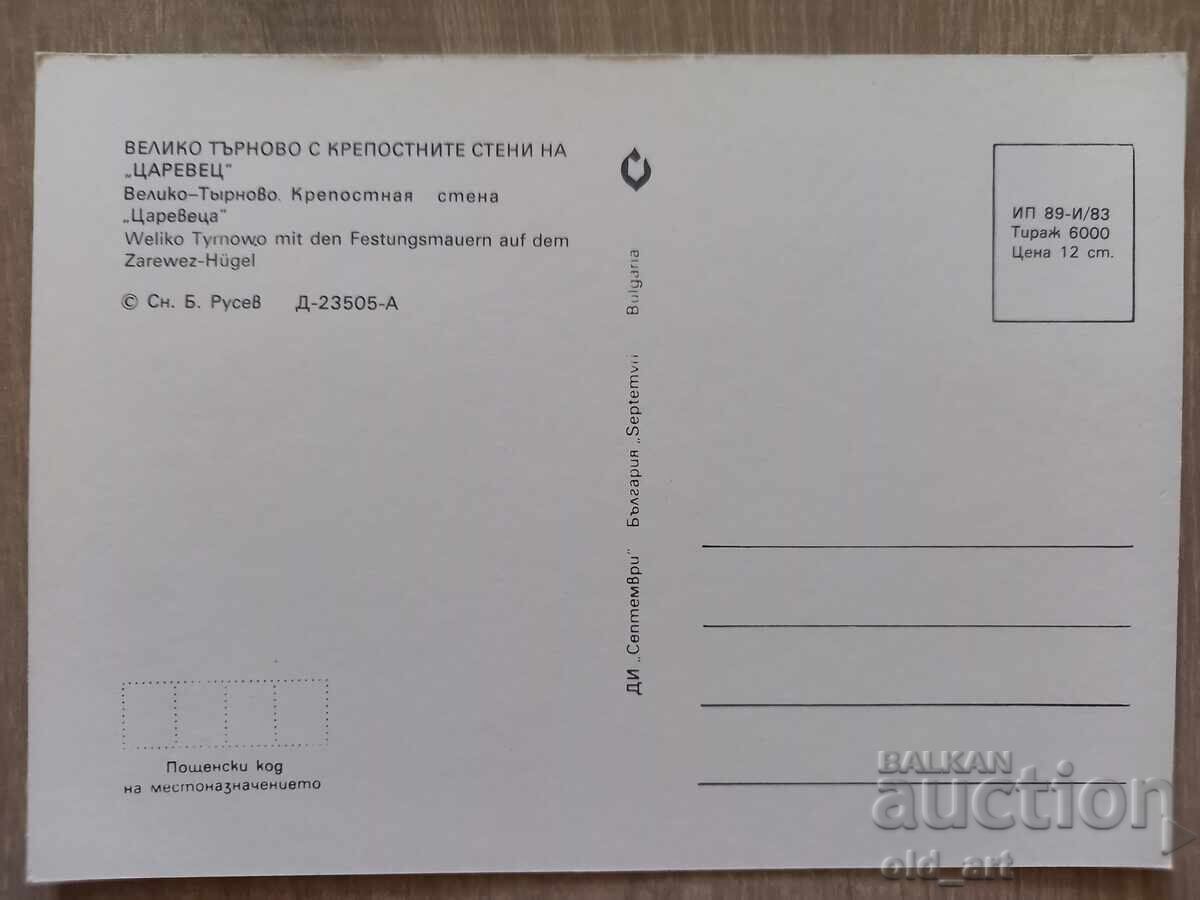 ВЕЛИКО ТЪРНОВО С КРЕПОСТНИТЕ СТЕНИ НА
„ЦАРЕВЕЦ"
Велико-Тырново. Крепостная стена
„Царевеца"
Weliko Tyrnowo mit den Festungsmauern auf dem
Zarewez-Hügel
© Сн. Б. Русев Д-23505-А
Пощенски код
на местоназначението
ДИ „Септември" България „Septemvri Bulgaria
ИП 89-И/83
Тираж 6000
Цена 12 ст.
BALKAN
auction
old_art